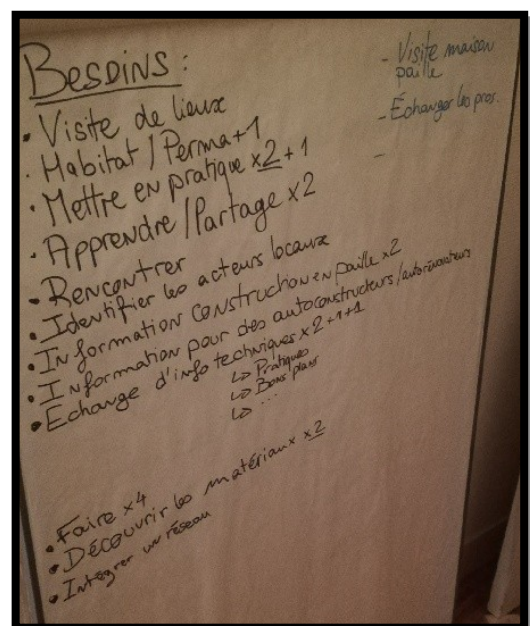 BESOINS :
• Visite de lieux
• Habitat / Perma +1
• Mettre en pratique x2 + 1
• Apprendre / Partage x2
• Rencontrer
• Identifier les acteurs locaux
• Information construction en paille x2
• Information pour des autoconstructeurs / autorénovateurs
• Echange d'info techniques x2 +1+1
↳ Pratiques
↳ Bons plans
↳ ...
• Faire x4
• Découvrir les matériaux x2
• Intégrer un réseau
- Visite maison
paille
- Échanger les pros.
-